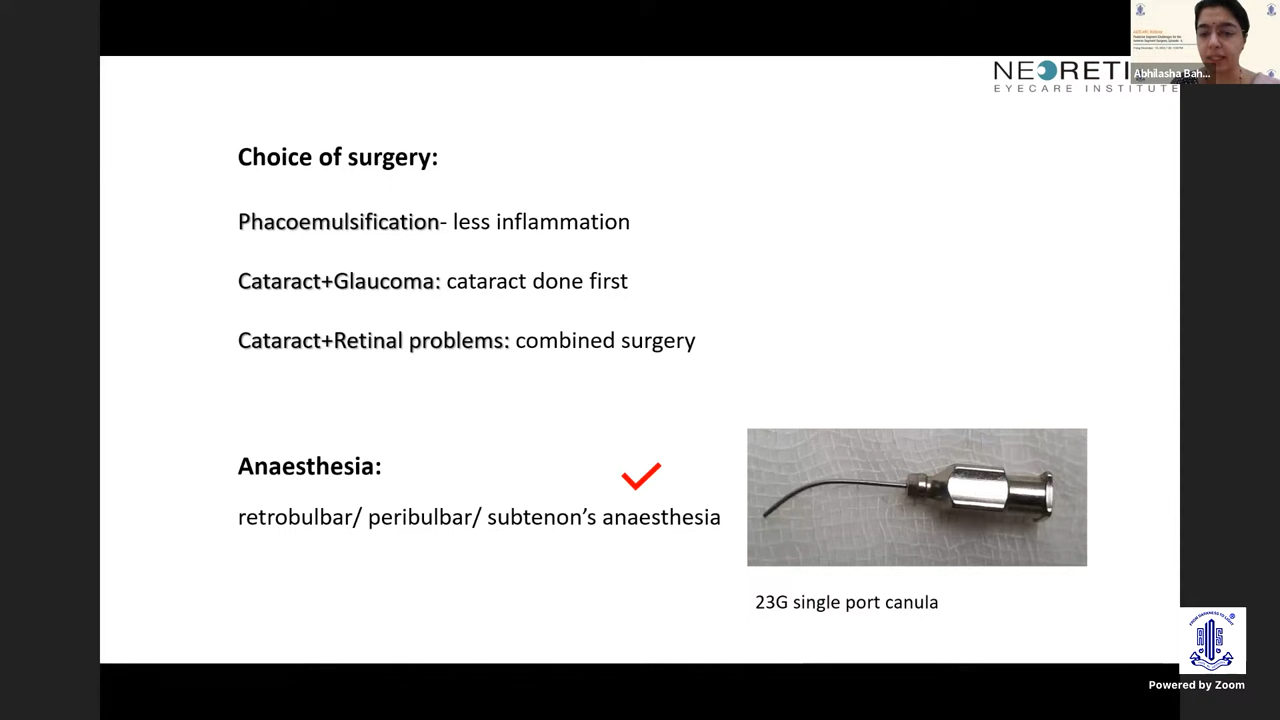 NEORETI
EYECARE INSTITUTE
Abhilasha Bah...
Choice of surgery:
Phacoemulsification- less inflammation
Cataract+Glaucoma: cataract done first
Cataract+Retinal problems: combined surgery
Anaesthesia:
retrobulbar/ peribulbar/ subtenon’s anaesthesia
23G single port canula
Powered by Zoom